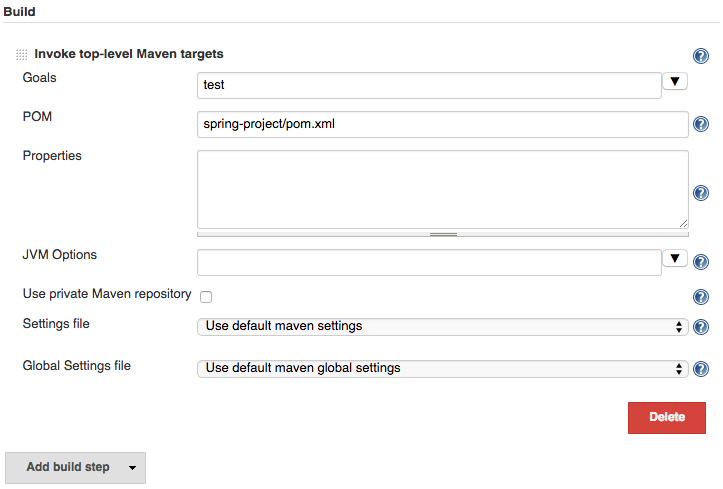 Build
Invoke top-level Maven targets
Goals
test
POM
spring-project/pom.xml
Properties
JVM Options
Use private Maven repository
Settings file
Use default maven settings
Global Settings file
Use default maven global settings
Delete
Add build step